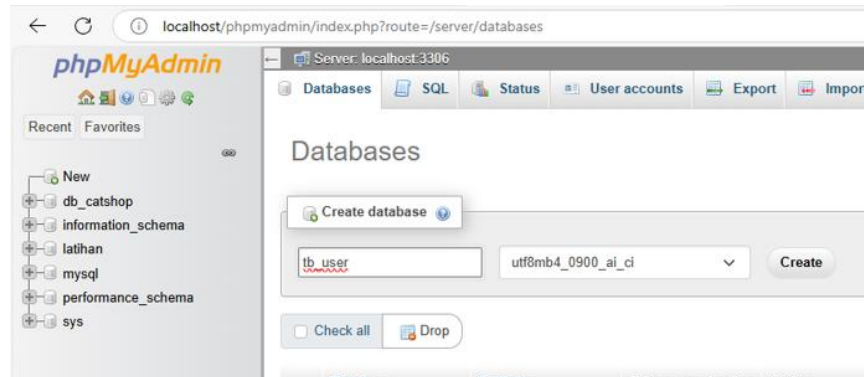 localhost/phpmyadmin/index.php?route=/server/databases
phpMyAdmin
Recent Favorites
New
db_catshop
information_schema
latihan
mysql
performance_schema
sys
Server: localhost:3306
Databases SQL Status User accounts Export Impor
Databases
Create database
tb_user utf8mb4_0900_ai_ci Create
Check all Drop